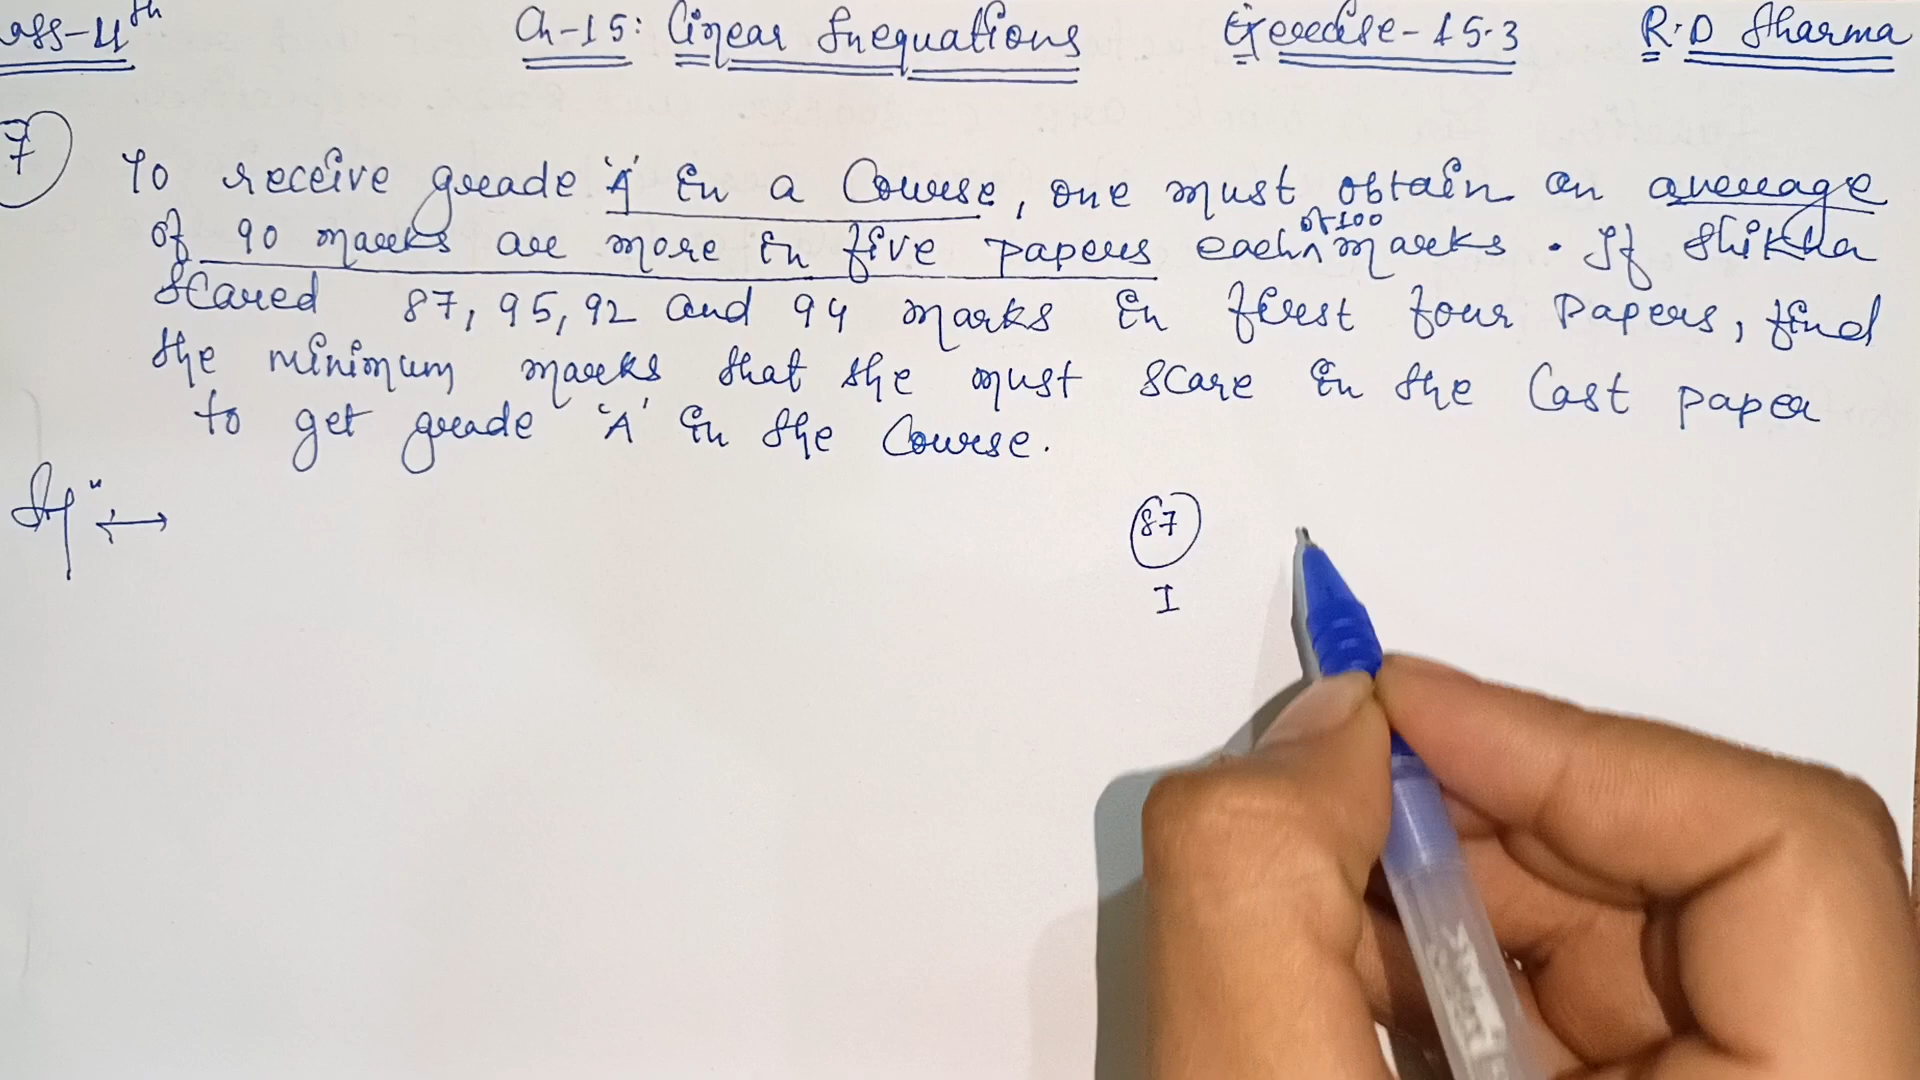 ass-11th Ch-15: Linear Inequations Exercise-15.3 R.D Sharma
7 To receive grade 'A' in a Course, one must obtain an average
of 90 marks are more in five papers each of 100 marks. If Shikha
Scared 87, 95, 92 and 94 marks in first four Papers, find
the minimum marks that she must scare in the last paper
to get grade 'A' in the Course.
Sol"
87
I